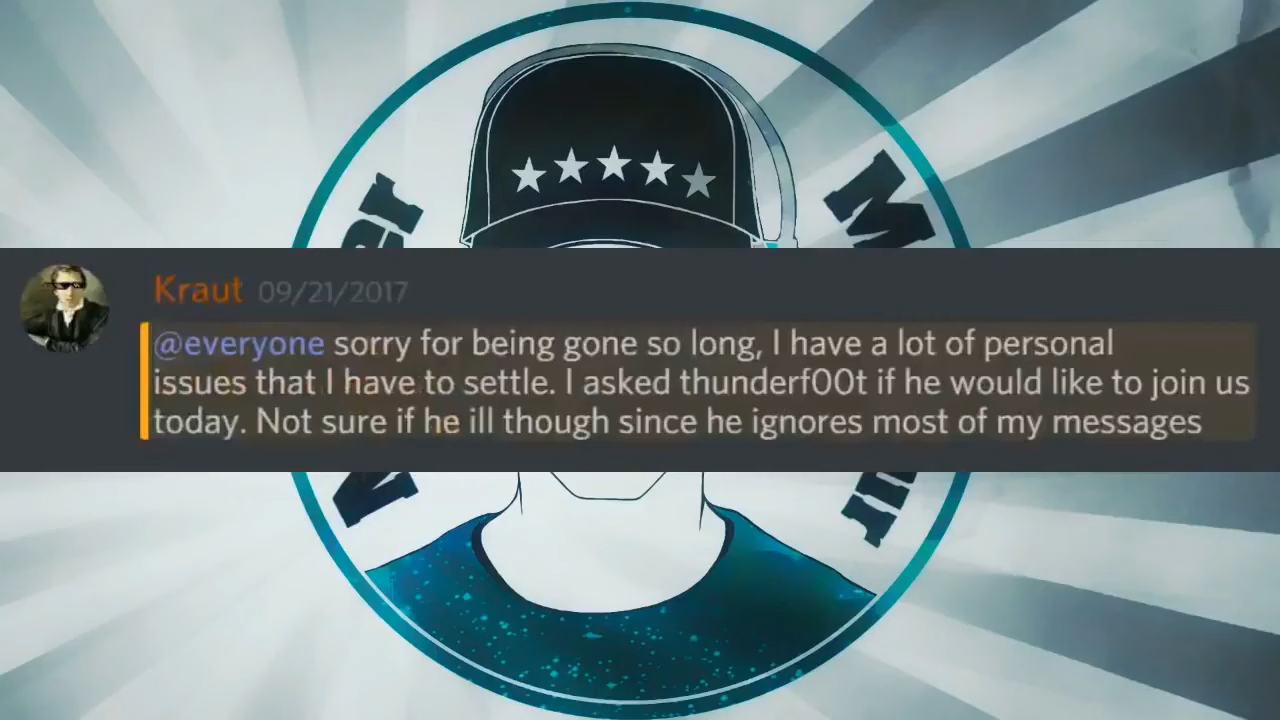 Kraut 09/21/2017
@everyone sorry for being gone so long, I have a lot of personal
issues that I have to settle. I asked thunderf00t if he would like to join us
today. Not sure if he ill though since he ignores most of my messages